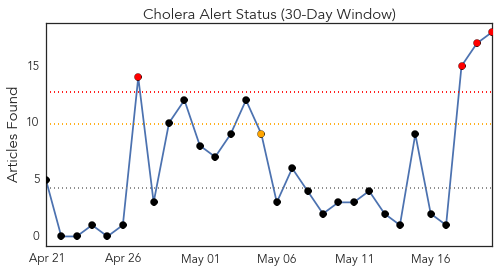 Cholera Alert Status (30-Day Window)
Articles Found
15
10
5
0
Apr 21
Apr 26
May 01
May 06
May 11
May 16